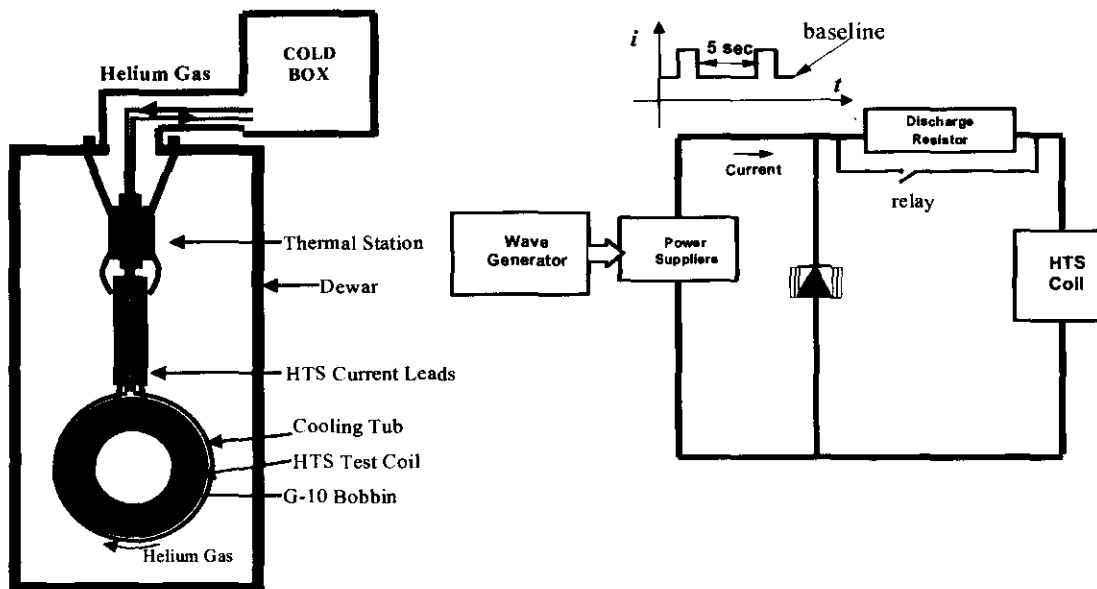 COLD
BOX
Helium Gas
Thermal Station
Dewar
HTS Current Leads
Cooling Tub
HTS Test Coil
G-10 Bobbin
Helium Gas
i
5 sec
baseline
t
Discharge
Resistor
Current
relay
Wave
Generator
Power
Suppliers
HTS
Coil